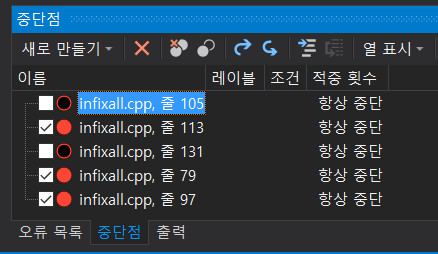 중단점
새로 만들기
열 표시
이름 레이블 조건 적중 횟수
infixall.cpp, 줄 105 항상 중단
infixall.cpp, 줄 113 항상 중단
infixall.cpp, 줄 131 항상 중단
infixall.cpp, 줄 79 항상 중단
infixall.cpp, 줄 97 항상 중단
오류 목록 중단점 출력